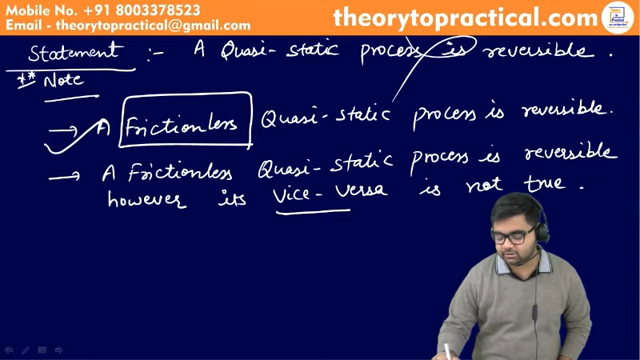 Mobile No. +91 8003378523
Email - theorytopractical@gmail.com
theorytopractical.com
Statement :- A Quasi-static process is reversible.
** Note
→ A Frictionless Quasi-static process is reversible.
→ A Frictionless Quasi-static process is reversible
however its vice-versa is not true.